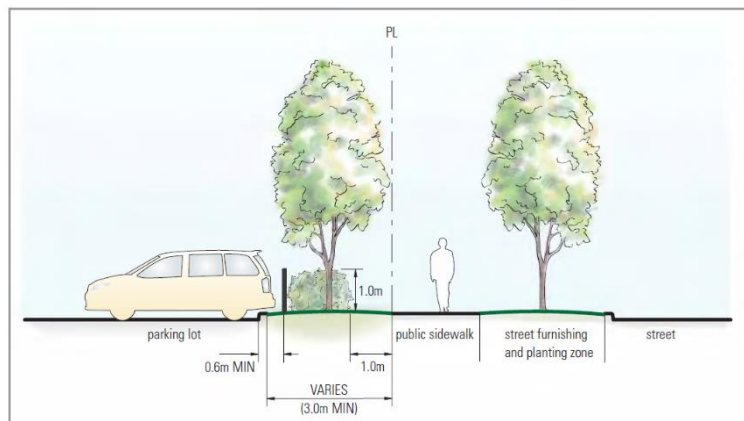 PL
1.0m
parking lot
public sidewalk
street furnishing
and planting zone
street
0.6m MIN
1.0m
VARIES
(3.0m MIN)